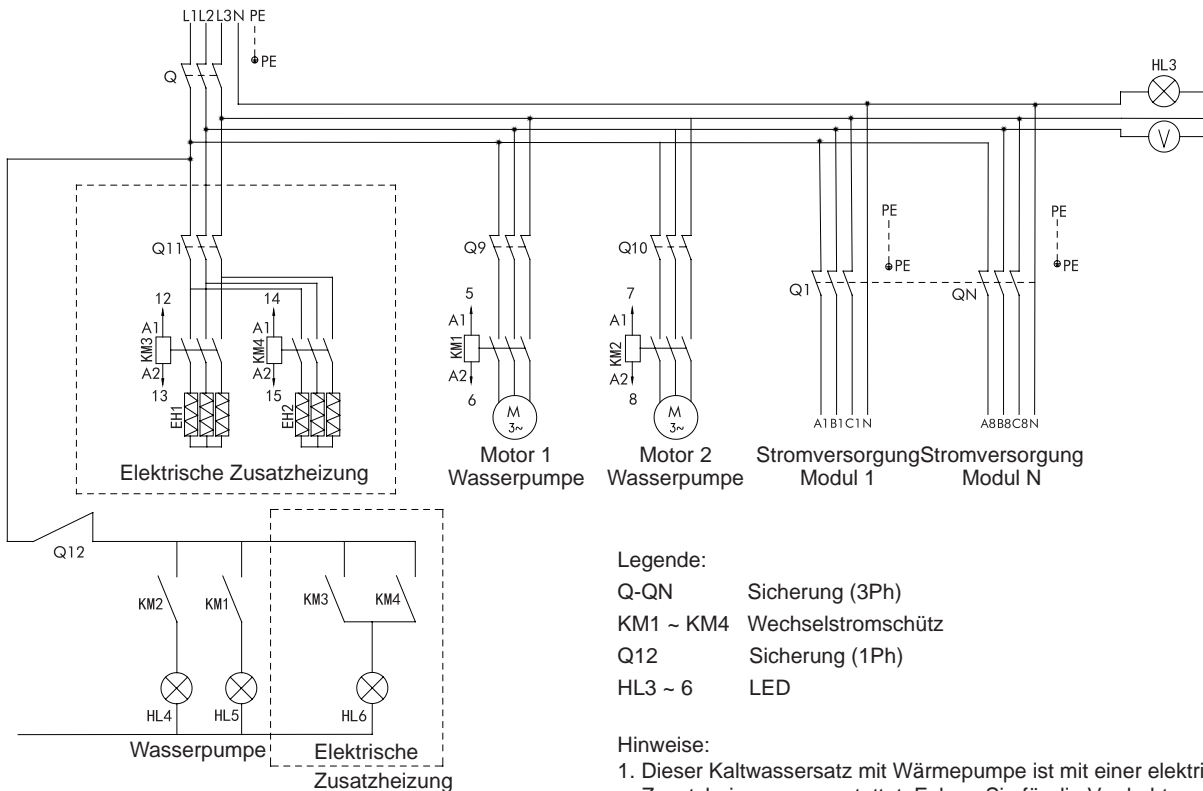 L1L2L3N PE
PE
Q
HL3
V
Q11
Q9
Q10
PE
PE
PE
PE
Q1
QN
12
14
5
7
A1
A1
A1
A1
KM3
KM4
KM1
KM2
A2
A2
A2
A2
13
15
6
8
EH1
EH2
M
3~
M
3~
A1B1C1N
A8B8C8N
Elektrische Zusatzheizung
Motor 1
Wasserpumpe
Motor 2
Wasserpumpe
Stromversorgung
Modul 1
Stromversorgung
Modul N
Q12
KM2
KM1
KM3
KM4
HL4
HL5
HL6
Wasserpumpe
Elektrische
Zusatzheizung
Legende:
Q-QN Sicherung (3Ph)
KM1 ~ KM4 Wechselstromschütz
Q12 Sicherung (1Ph)
HL3 ~ 6 LED
Hinweise:
1. Dieser Kaltwassersatz mit Wärmepumpe ist mit einer elektri